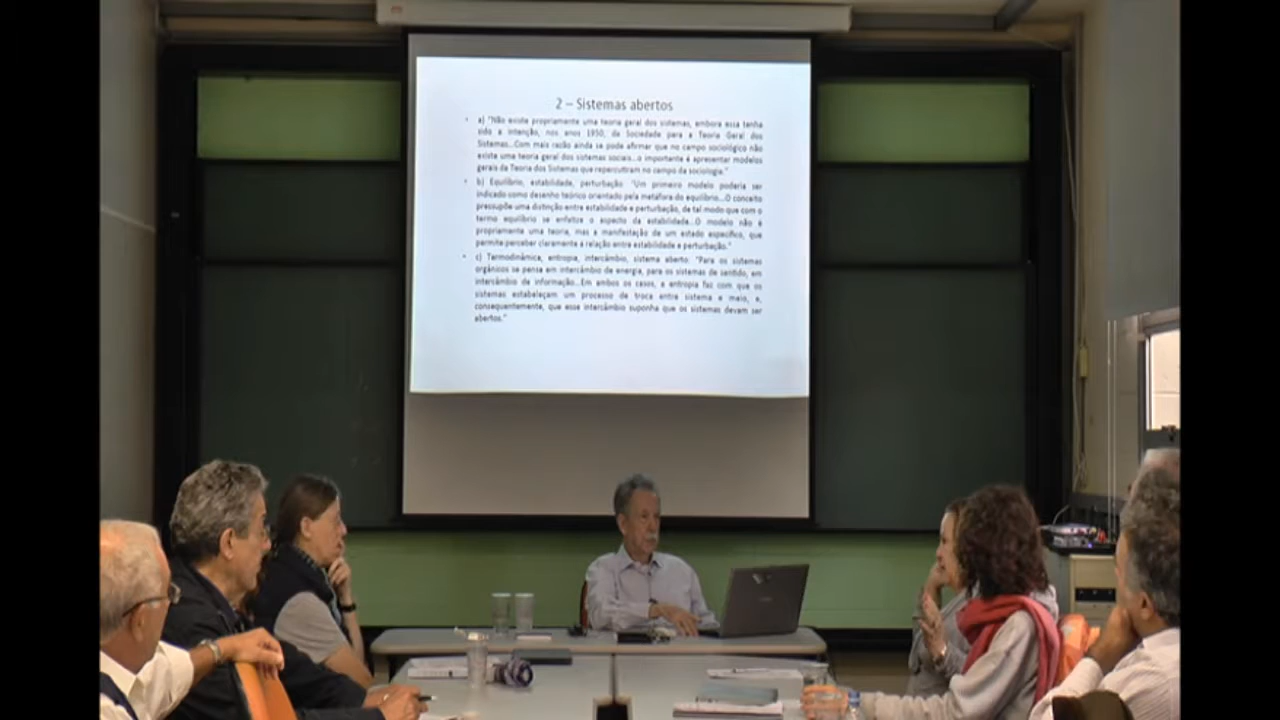 2 – Sistemas abertos
• a) "Não existe propriamente uma teoria geral dos sistemas, embora essa tenha
sido a intenção, nos anos 1950, da Sociedade para a Teoria Geral dos
Sistemas...Com mais razão ainda se pode afirmar que no campo sociológico não
existe uma teoria geral dos sistemas sociais...o importante é apresentar modelos
gerais da Teoria dos Sistemas que repercutiram no campo da sociologia."
• b) Equilíbrio, estabilidade, perturbação: "Um primeiro modelo poderia ser
indicado como desenho teórico orientado pela metáfora do equilíbrio...O conceito
pressupõe uma distinção entre estabilidade e perturbação, de tal modo que com o
termo equilíbrio se enfatize o aspecto da estabilidade...O modelo não é
propriamente uma teoria, mas a manifestação de um estado específico, que
permite perceber claramente a relação entre estabilidade e perturbação."
• c) Termodinâmica, entropia, intercâmbio, sistema aberto: "Para os sistemas
orgânicos se pensa em intercâmbio de energia, para os sistemas de sentido, em
intercâmbio de informação...Em ambos os casos, a entropia faz com que os
sistemas estabeleçam um processo de troca entre sistema e meio, e,
consequentemente, que esse intercâmbio suponha que os sistemas devam ser
abertos."